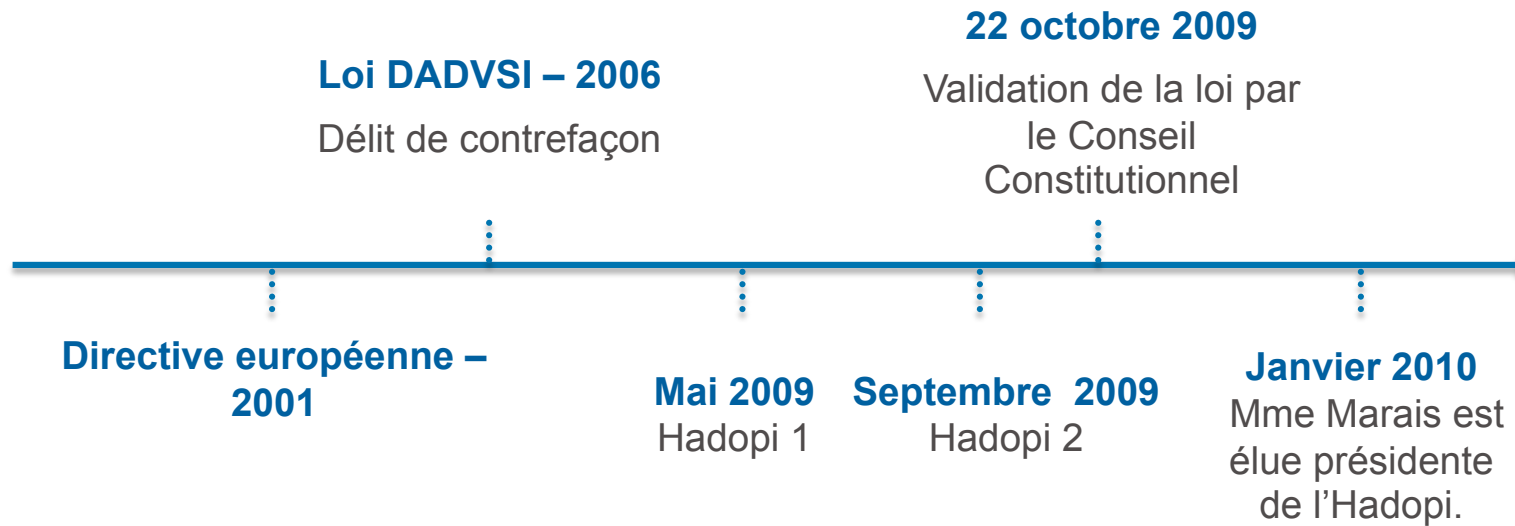 22 octobre 2009
Validation de la loi par
le Conseil
Constitutionnel
Loi DADVSI – 2006
Délit de contrefaçon
Directive européenne –
2001
Mai 2009
Hadopi 1
Septembre 2009
Hadopi 2
Janvier 2010
Mme Marais est
élue présidente
de l’Hadopi.